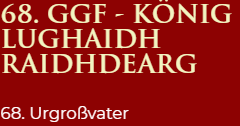 68. GGF - KÖNIG
LUGHAIDH
RAIDHDEARG
68. Urgroßvater